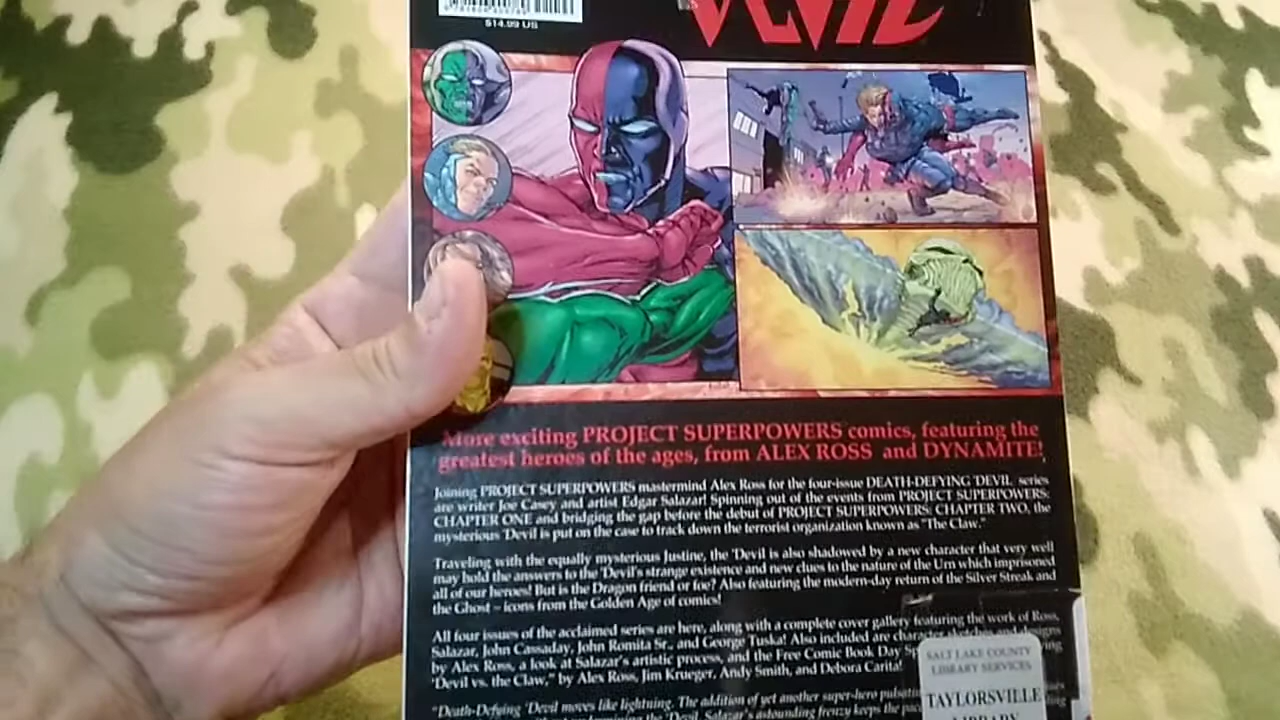 $14.99 US
DEVIL
More exciting PROJECT SUPERPOWERS comics, featuring the
greatest heroes of the ages, from ALEX ROSS and DYNAMITE!
Joining PROJECT SUPERPOWERS mastermind Alex Ross for the four-issue DEATH-DEFYING 'DEVIL series
are writer Joe Casey and artist Edgar Salazar! Spinning out of the events from PROJECT SUPERPOWERS:
CHAPTER ONE and bridging the gap before the debut of PROJECT SUPERPOWERS: CHAPTER TWO, the
mysterious 'Devil is put on the case to track down the terrorist organization known as "The Claw."
Traveling with the equally mysterious Justine, the 'Devil is also shadowed by a new character that very well
may hold the answers to the 'Devil's strange existence and new clues to the nature of the Urn which imprisoned
all of our heroes! But is the Dragon friend or foe? Also featuring the modern-day return of the Silver Streak and
the Ghost – icons from the Golden Age of comics!
All four issues of the acclaimed series are here, along with a complete cover gallery featuring the work of Ross,
Salazar, John Cassaday, John Romita Sr., and George Tuska! Also included are character sketches and designs
by Alex Ross, a look at Salazar's artistic process, and the Free Comic Book Day
'Devil vs. the Claw," by Alex Ross, Jim Krueger, Andy Smith, and Debora Carita!
"Death-Defying 'Devil moves like lightning. The addition of yet another super-hero
Salazar's astounding frenzy keeps the
SALT LAKE COUNTY
LIBRARY SERVICES
TAYLORSVILLE
LIBRARY